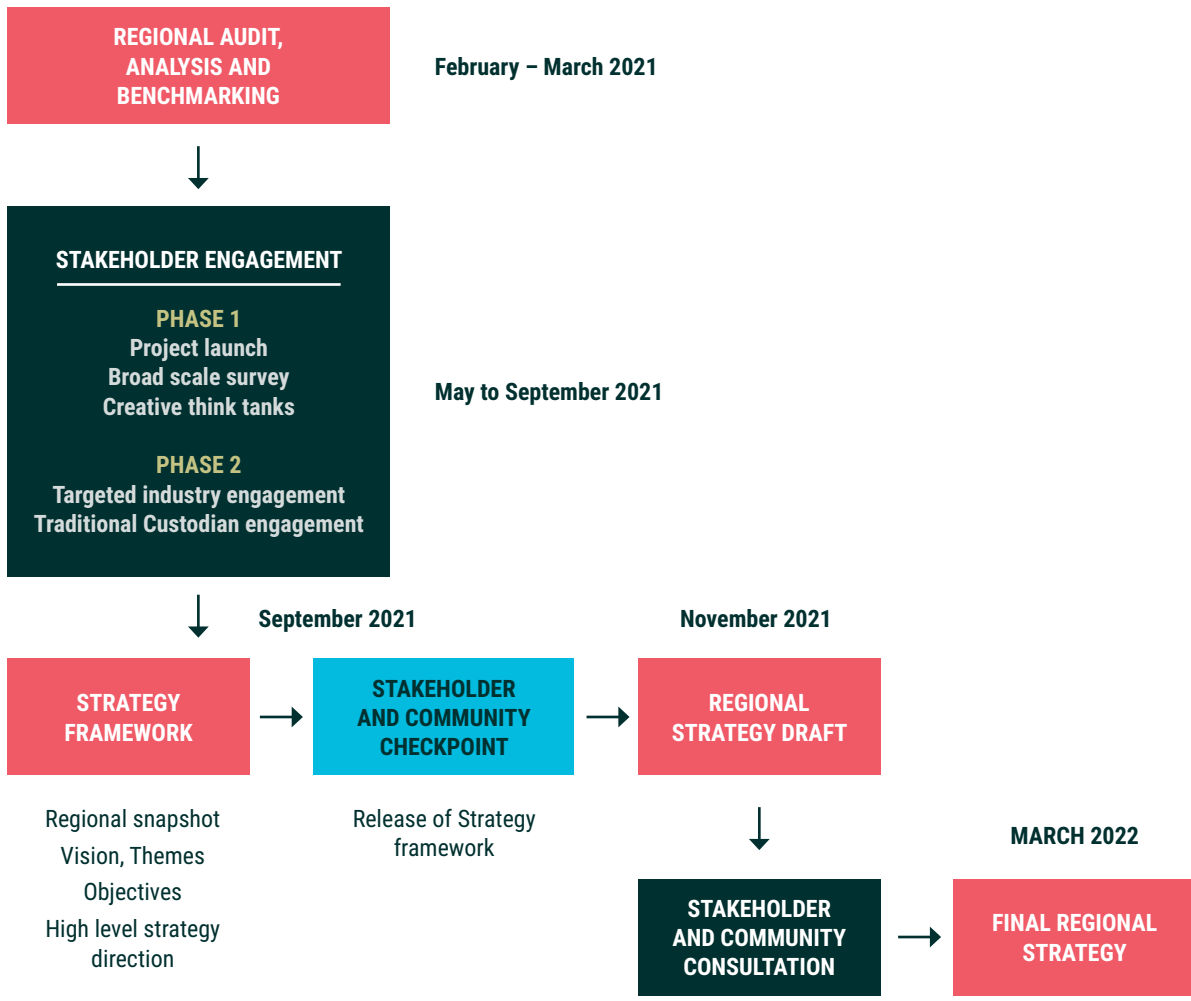 REGIONAL AUDIT,
ANALYSIS AND
BENCHMARKING
February – March 2021
STAKEHOLDER ENGAGEMENT
PHASE 1
Project launch
Broad scale survey
Creative think tanks
May to September 2021
PHASE 2
Targeted industry engagement
Traditional Custodian engagement
September 2021
November 2021
STRATEGY
FRAMEWORK
STAKEHOLDER
AND COMMUNITY
CHECKPOINT
REGIONAL
STRATEGY DRAFT
Regional snapshot
Vision, Themes
Objectives
High level strategy
direction
Release of Strategy
framework
MARCH 2022
STAKEHOLDER
AND COMMUNITY
CONSULTATION
FINAL REGIONAL
STRATEGY